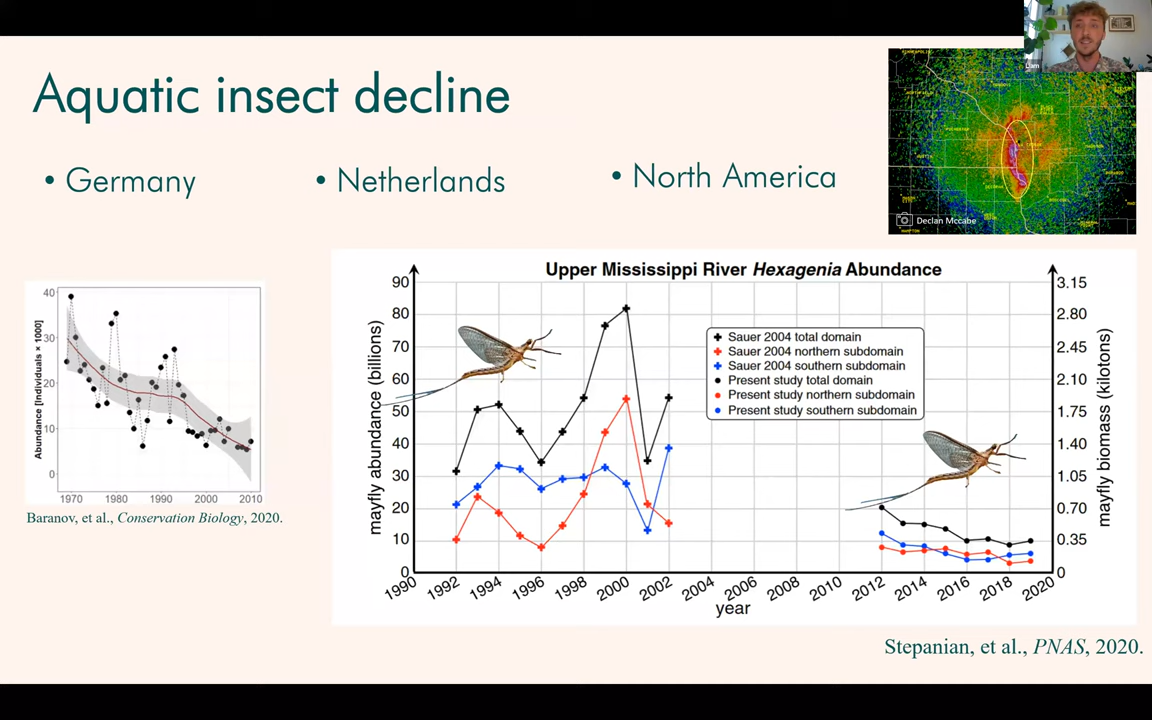 Aquatic insect decline
• Germany
• Netherlands
• North America
Liam
Declan Mccabe
Upper Mississippi River Hexagenia Abundance
mayfly abundance (billions)
90
80
70
60
50
40
30
20
10
0
Sauer 2004 total domain
Sauer 2004 northern subdomain
Sauer 2004 southern subdomain
Present study total domain
Present study northern subdomain
Present study southern subdomain
3.15
2.80
2.45
2.10
1.75
1.40
1.05
0.70
0.35
0
mayfly biomass (kilotons)
1990 1992 1994 1996 1998 2000 2002 2004 2006 2008 2010 2012 2014 2016 2018 2020
year
Abundance [Individuals × 1000]
40
30
20
10
0
1970 1980 1990 2000 2010
Baranov, et al., Conservation Biology, 2020.
Stepanian, et al., PNAS, 2020.